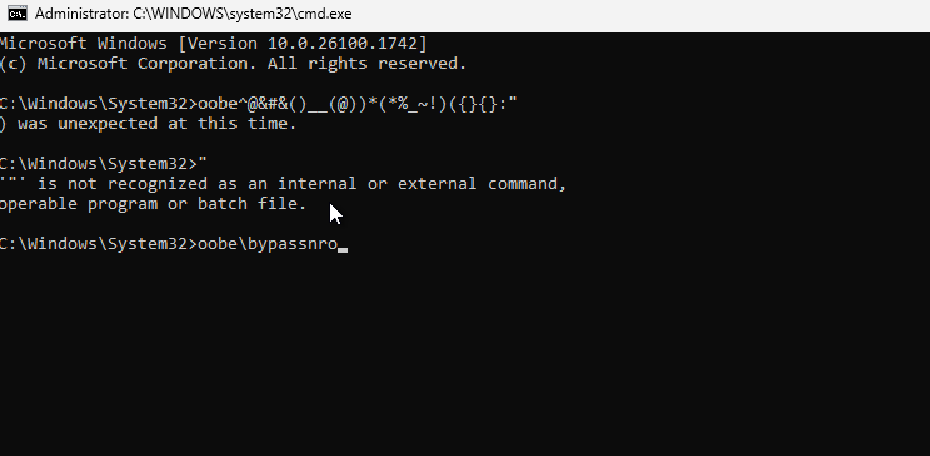 Administrator: C:\WINDOWS\system32\cmd.exe
Microsoft Windows [Version 10.0.26100.1742]
(c) Microsoft Corporation. All rights reserved.
C:\Windows\System32>oobe^@&#&()__(@))*(*%_~!)({}{}:"
) was unexpected at this time.
C:\Windows\System32>"
'"' is not recognized as an internal or external command,
operable program or batch file.
C:\Windows\System32>oobe\bypassnro_